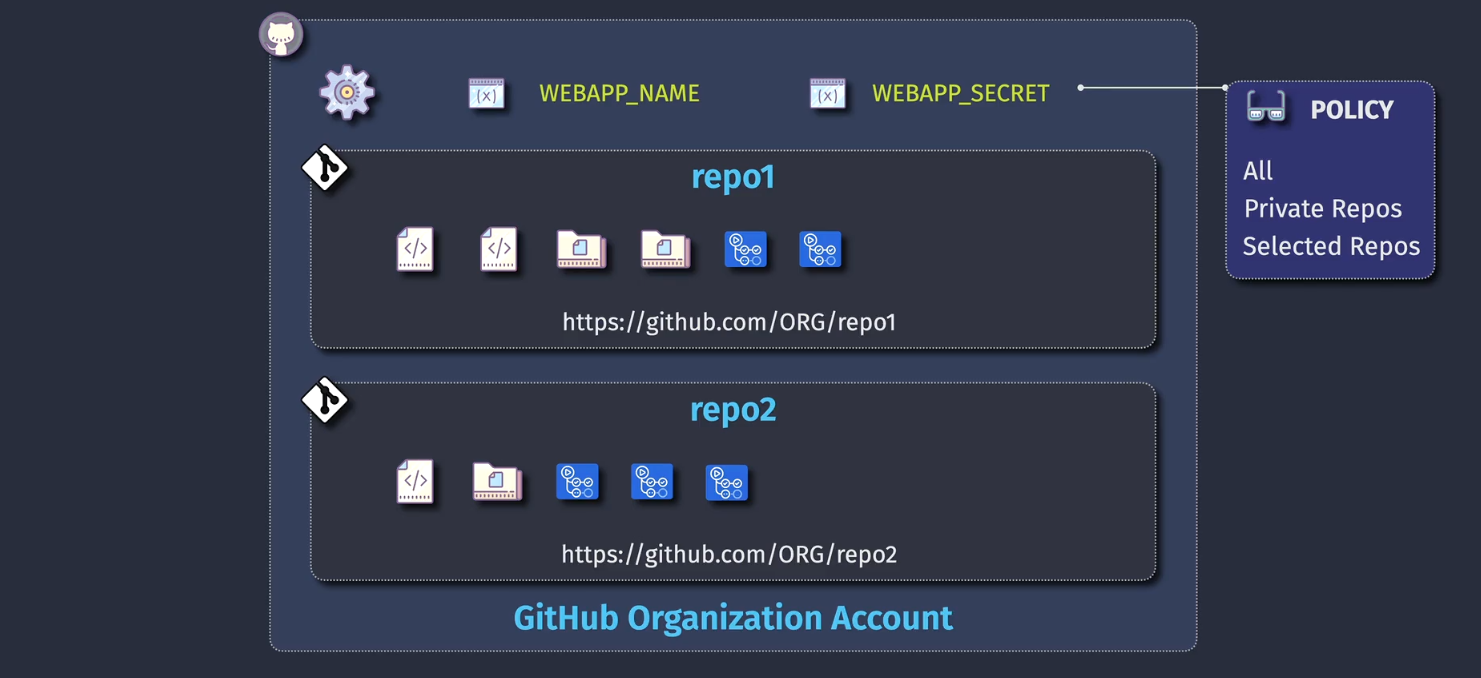 WEBAPP_NAME
WEBAPP_SECRET
POLICY
All
Private Repos
Selected Repos
repo1
https://github.com/ORG/repo1
repo2
https://github.com/ORG/repo2
GitHub Organization Account